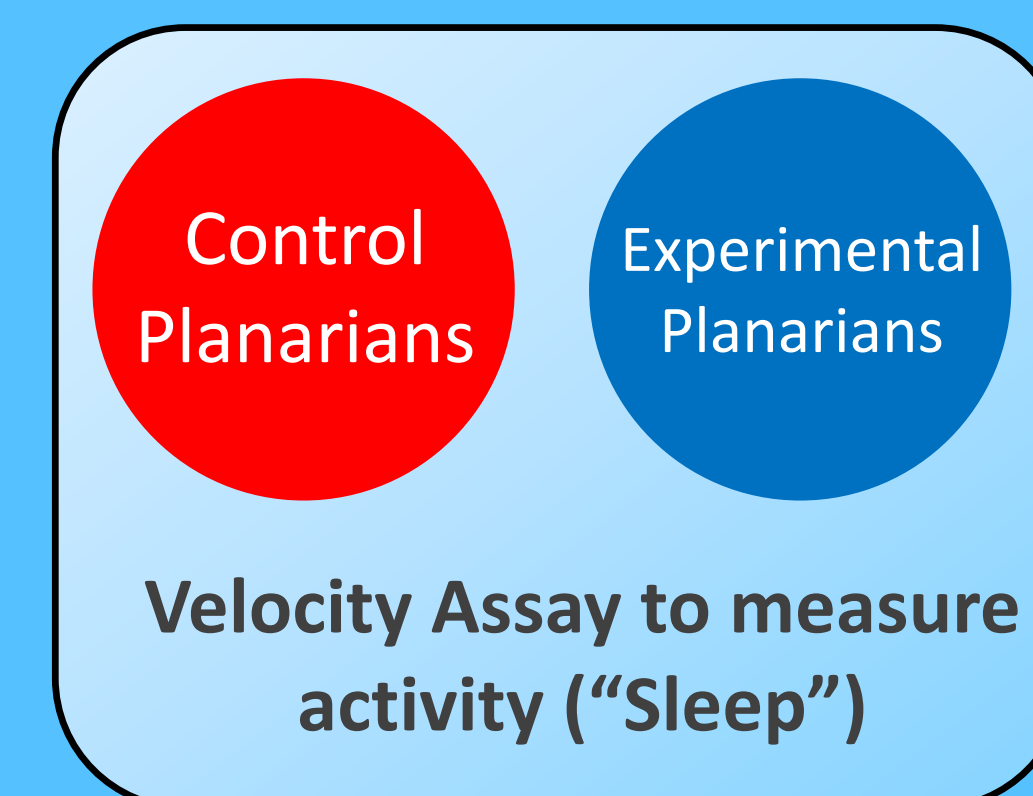 Control
Planarians
Experimental
Planarians
Velocity Assay to measure
activity (“Sleep”)